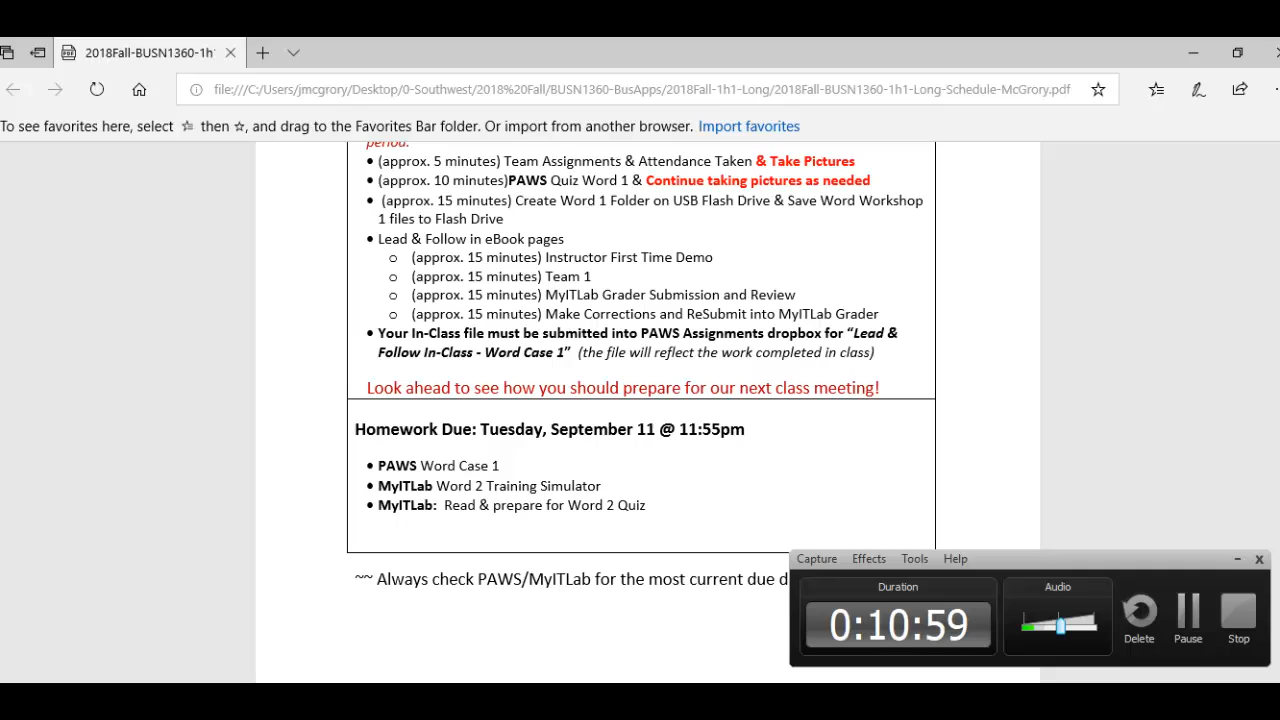 2018Fall-BUSN1360-1h1
file:///C:/Users/jmcgrory/Desktop/0-Southwest/2018%20Fall/BUSN1360-BusApps/2018Fall-1h1-Long/2018Fall-BUSN1360-1h1-Long-Schedule-McGrory.pdf
To see favorites here, select then ☆, and drag to the Favorites Bar folder. Or import from another browser. Import favorites
period.
• (approx. 5 minutes) Team Assignments & Attendance Taken & Take Pictures
• (approx. 10 minutes)PAWS Quiz Word 1 & Continue taking pictures as needed
• (approx. 15 minutes) Create Word 1 Folder on USB Flash Drive & Save Word Workshop
1 files to Flash Drive
• Lead & Follow in eBook pages
o (approx. 15 minutes) Instructor First Time Demo
o (approx. 15 minutes) Team 1
o (approx. 15 minutes) MyITLab Grader Submission and Review
o (approx. 15 minutes) Make Corrections and ReSubmit into MyITLab Grader
• Your In-Class file must be submitted into PAWS Assignments dropbox for “Lead &
Follow In-Class - Word Case 1” (the file will reflect the work completed in class)
Look ahead to see how you should prepare for our next class meeting!
Homework Due: Tuesday, September 11 @ 11:55pm
• PAWS Word Case 1
• MyITLab Word 2 Training Simulator
• MyITLab: Read & prepare for Word 2 Quiz
~~ Always check PAWS/MyITLab for the most current due d
Capture Effects Tools Help
Duration Audio
0:10:59
Delete Pause Stop